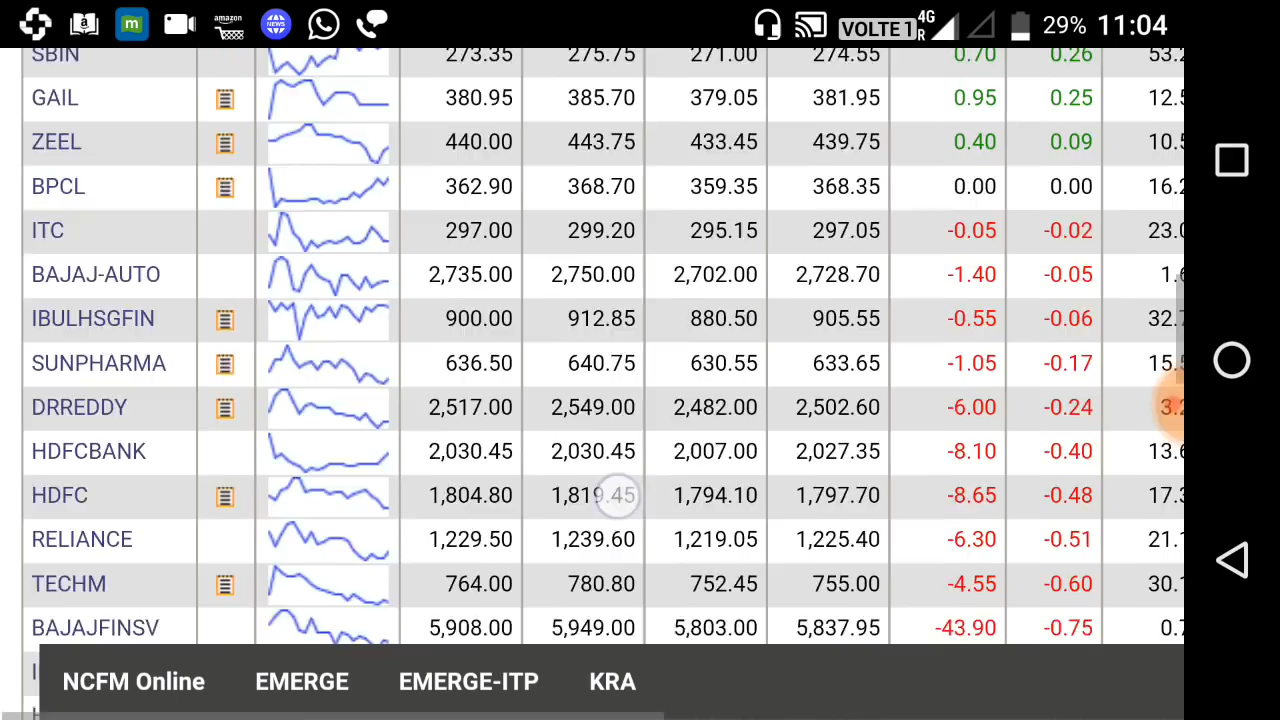 amazon
a
m
NEWS
VOLTE 1
4G
R
29% 11:04
SBIN 273.35 275.75 271.00 274.55 0.70 0.26
GAIL 380.95 385.70 379.05 381.95 0.95 0.25
ZEEL 440.00 443.75 433.45 439.75 0.40 0.09
BPCL 362.90 368.70 359.35 368.35 0.00 0.00
ITC 297.00 299.20 295.15 297.05 -0.05 -0.02
BAJAJ-AUTO 2,735.00 2,750.00 2,702.00 2,728.70 -1.40 -0.05
IBULHSGFIN 900.00 912.85 880.50 905.55 -0.55 -0.06
SUNPHARMA 636.50 640.75 630.55 633.65 -1.05 -0.17
DRREDDY 2,517.00 2,549.00 2,482.00 2,502.60 -6.00 -0.24
HDFCBANK 2,030.45 2,030.45 2,007.00 2,027.35 -8.10 -0.40
HDFC 1,804.80 1,819.45 1,794.10 1,797.70 -8.65 -0.48
RELIANCE 1,229.50 1,239.60 1,219.05 1,225.40 -6.30 -0.51
TECHM 764.00 780.80 752.45 755.00 -4.55 -0.60
BAJAJFINSV 5,908.00 5,949.00 5,803.00 5,837.95 -43.90 -0.75
NCFM Online EMERGE EMERGE-ITP KRA